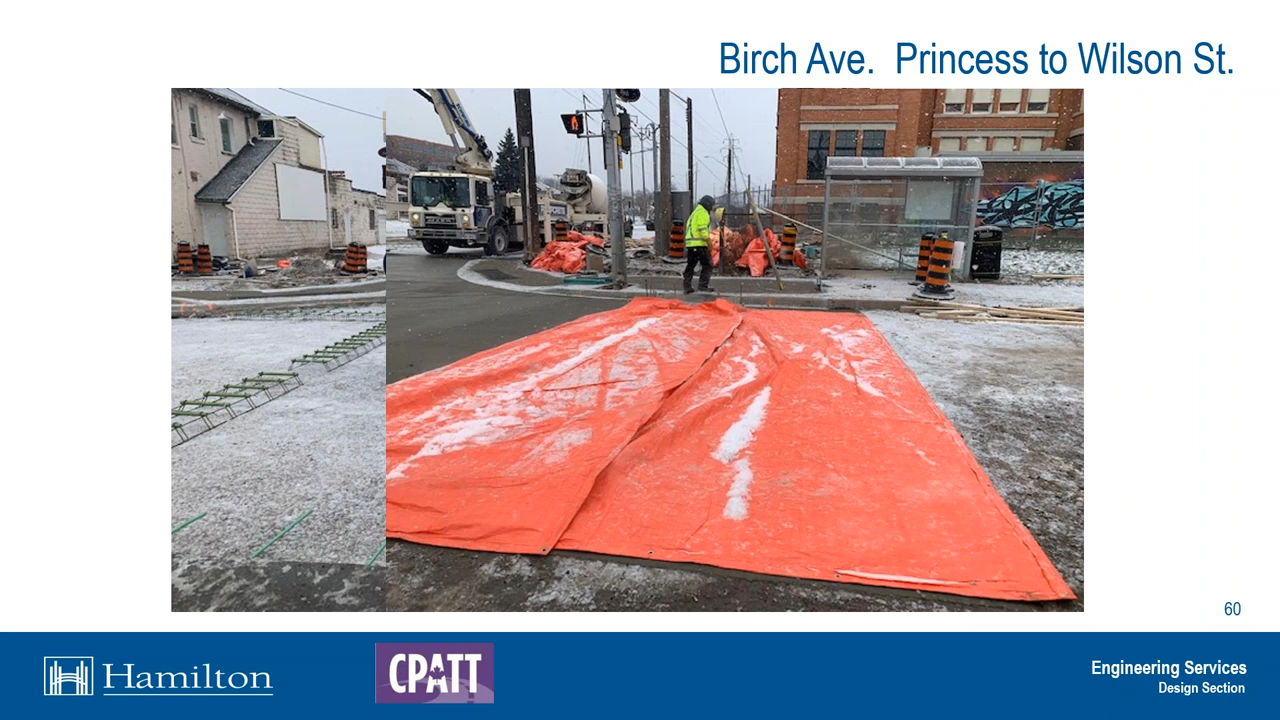 Birch Ave. Princess to Wilson St.
60
Hamilton
CPATT
Engineering Services
Design Section